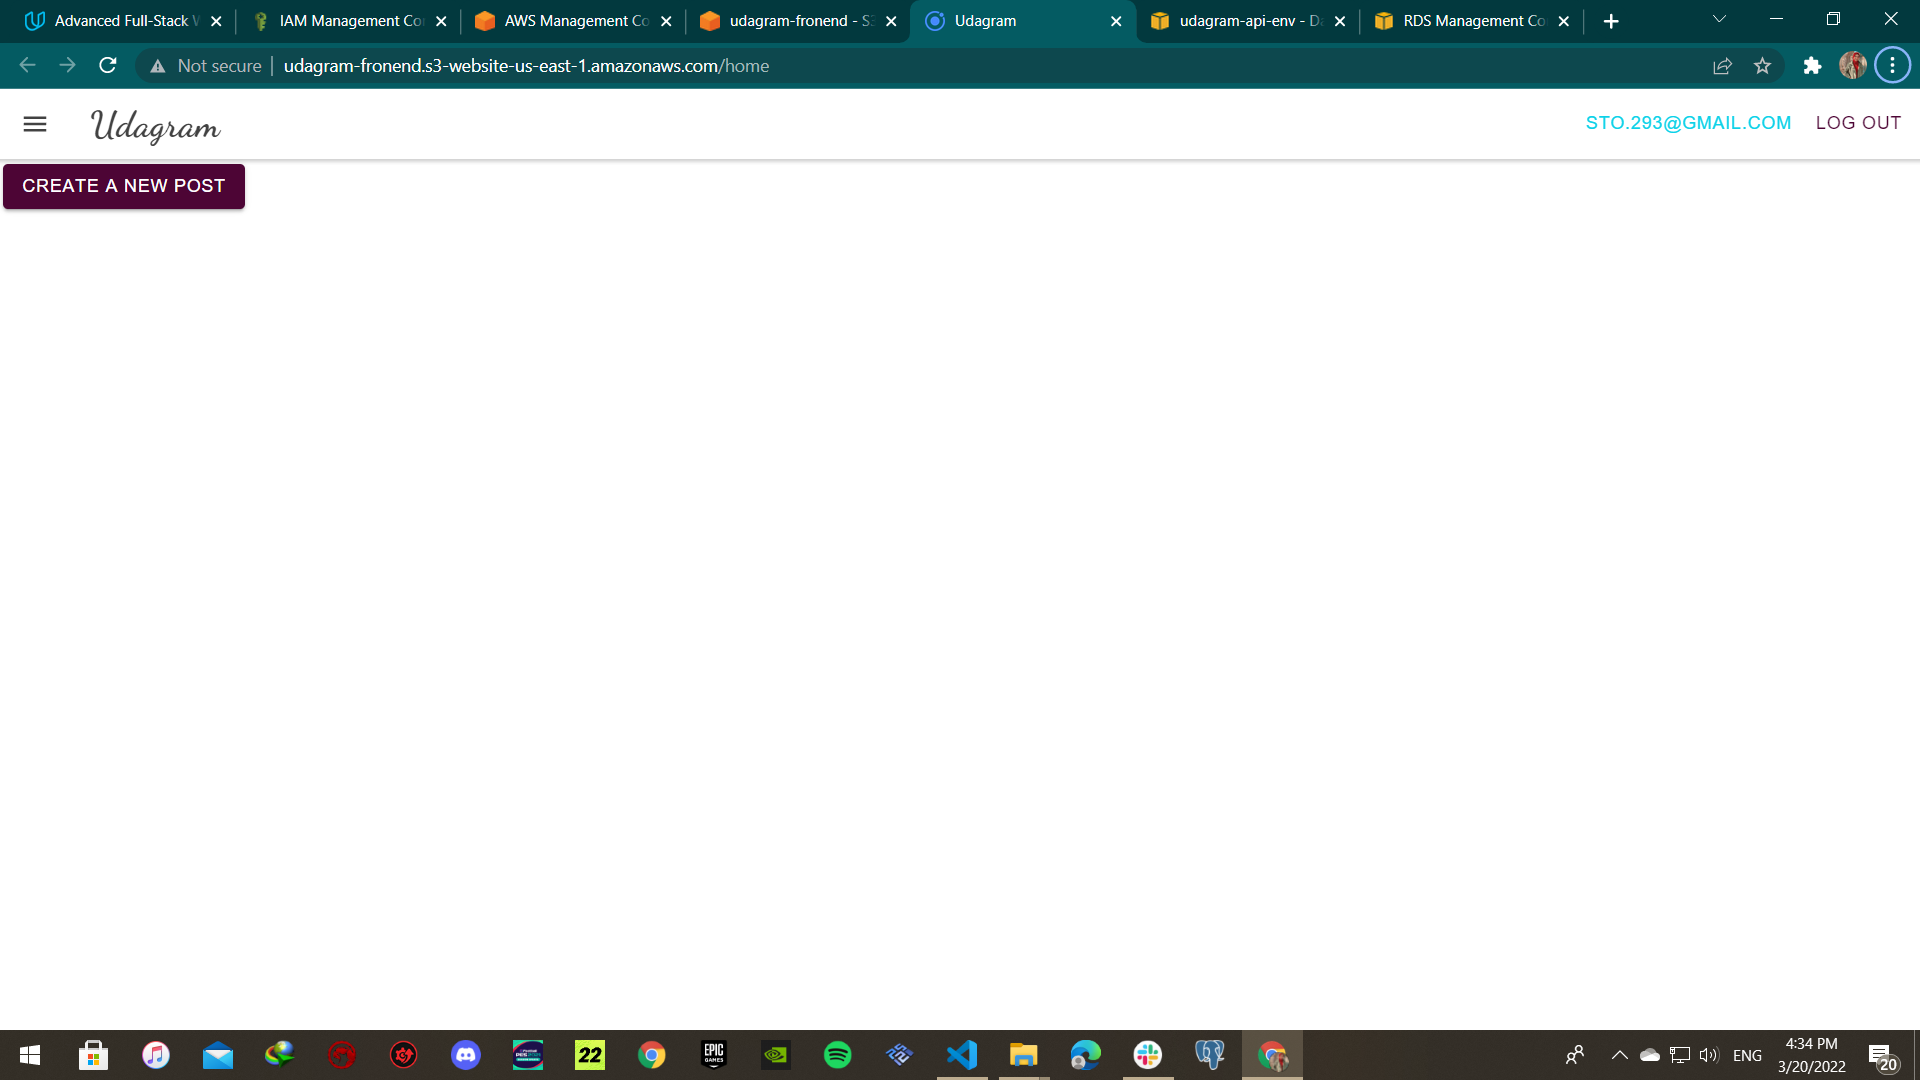 Advanced Full-Stack W
IAM Management Co
AWS Management Co
udagram-fronend - S3
Udagram
udagram-api-env - Da
RDS Management Co
Not secure
udagram-fronend.s3-website-us-east-1.amazonaws.com/home
Udagram
STO.293@GMAIL.COM
LOG OUT
CREATE A NEW POST
22
EPIC
GAMES
ENG
4:34 PM
3/20/2022
20